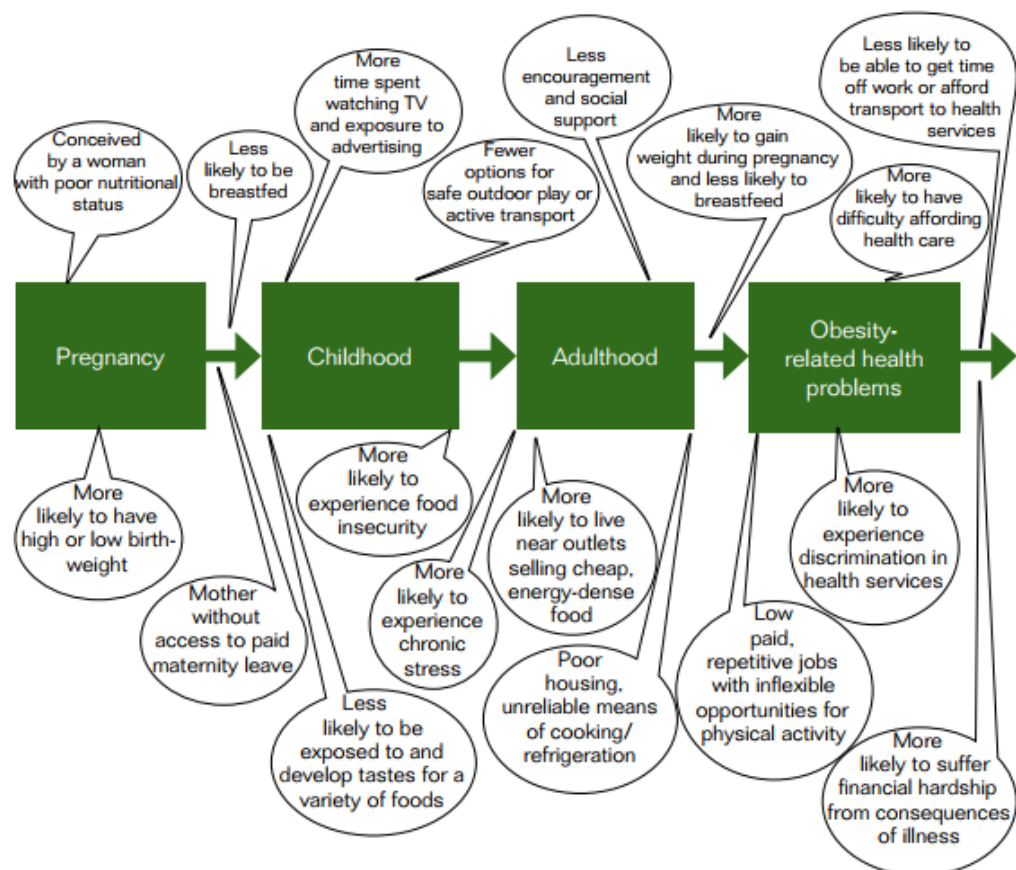 Conceived
by a woman
with poor nutritional
status
Less
likely to be
breastfed
More
time spent
watching TV
and exposure to
advertising
Fewer
options for
safe outdoor play or
active transport
Less
encouragement
and social
support
More
likely to gain
weight during pregnancy
and less likely to
breastfeed
Less likely to
be able to get time
off work or afford
transport to health
services
More
likely to have
difficulty affording
health care
Pregnancy
Childhood
Adulthood
Obesity-
related health
problems
More
likely to have
high or low birth-
weight
Mother
without
access to paid
maternity leave
Less
likely to be
exposed to and
develop tastes for a
variety of foods
More
likely to
experience food
insecurity
More
likely to
experience
chronic
stress
More
likely to live
near outlets
selling cheap,
energy-dense
food
Poor
housing,
unreliable means
of cooking/
refrigeration
Low
paid,
repetitive jobs
with inflexible
opportunities for
physical activity
More
likely to
experience
discrimination in
health services
More
likely to suffer
financial hardship
from consequences
of illness